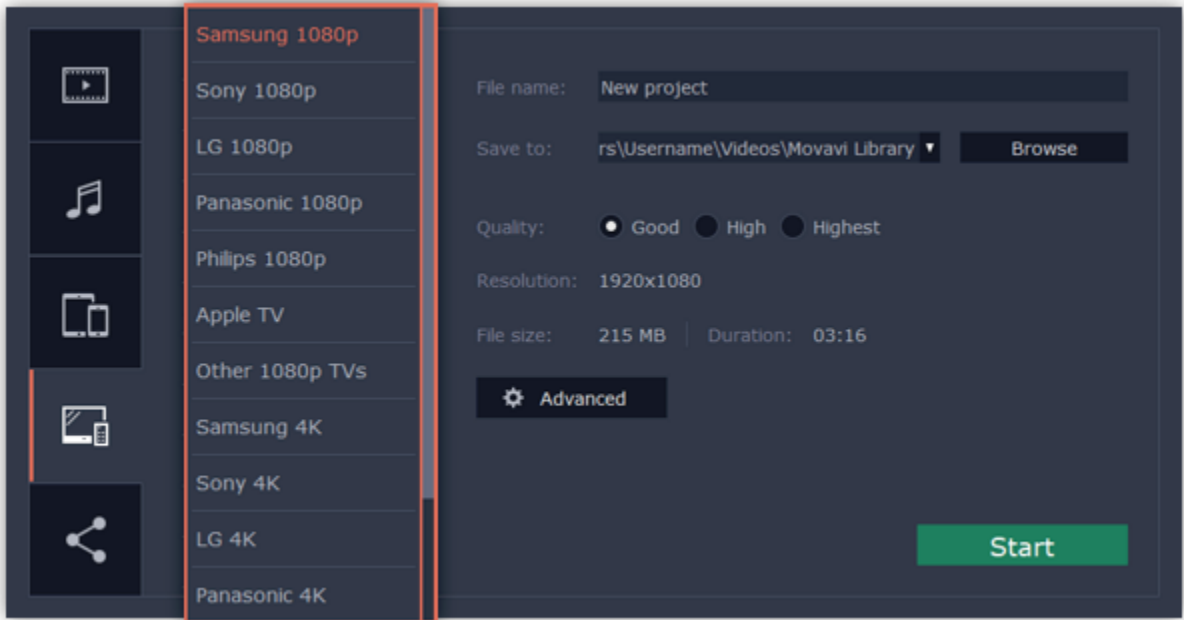 Samsung 1080p
Sony 1080p
LG 1080p
Panasonic 1080p
Philips 1080p
Apple TV
Other 1080p TVs
Samsung 4K
Sony 4K
LG 4K
Panasonic 4K
File name: New project
Save to: rs\Username\Videos\Movavi Library Browse
Quality: Good High Highest
Resolution: 1920x1080
File size: 215 MB Duration: 03:16
Advanced
Start